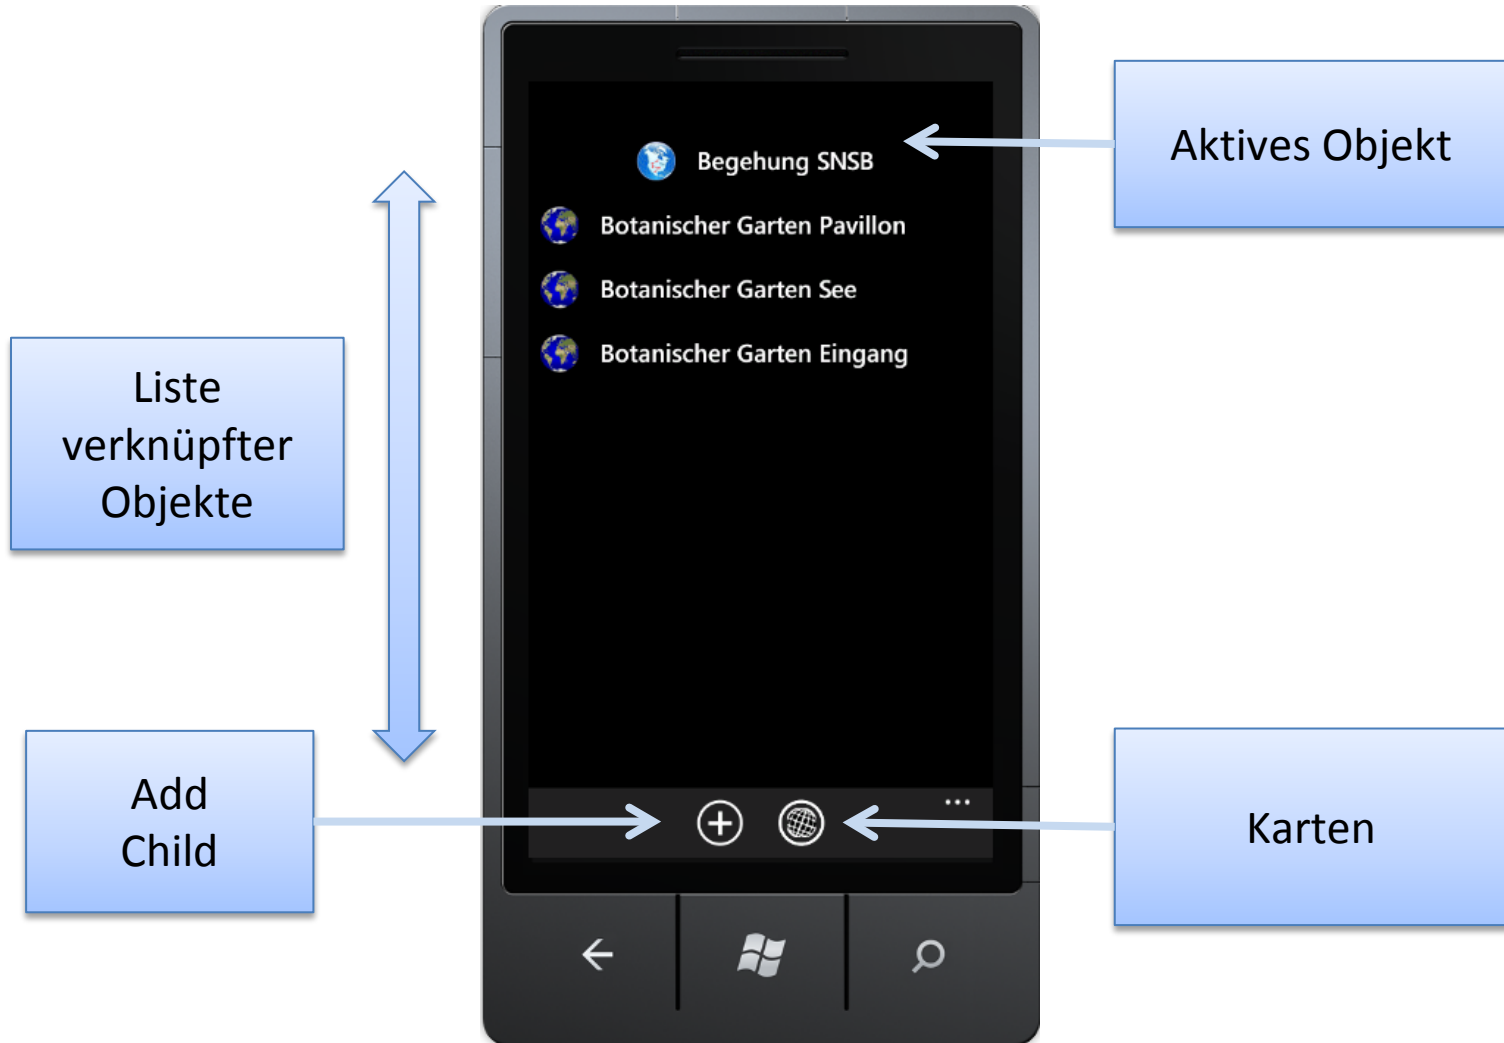 Aktives Objekt
Begehung SNSB
Botanischer Garten Pavillon
Botanischer Garten See
Botanischer Garten Eingang
Liste
verknüpfter
Objekte
Add
Child
Karten